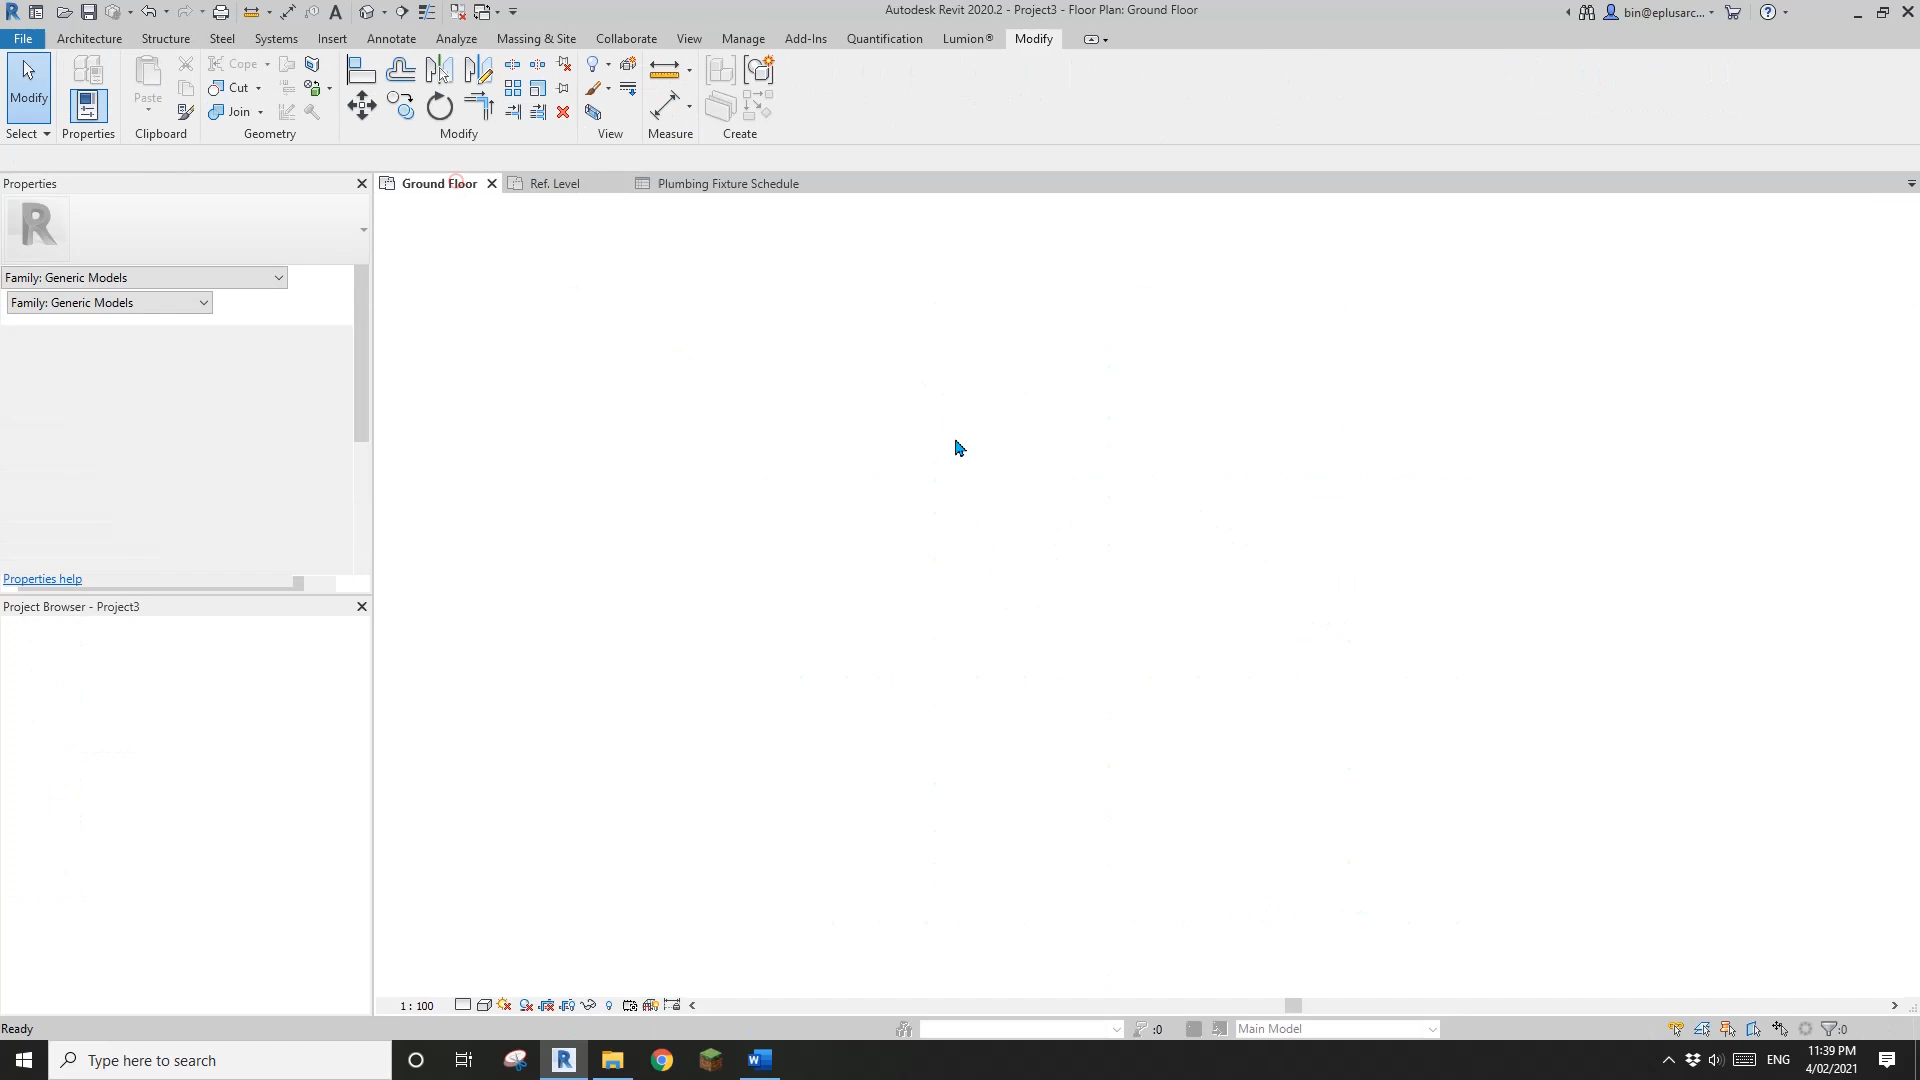 Autodesk Revit 2020.2 - Project3 - Floor Plan: Ground Floor
bin@eplusarc...
File Architecture Structure Steel Systems Insert Annotate Analyze Massing & Site Collaborate View Manage Add-Ins Quantification Lumion® Modify
Modify Paste Cope
Cut
Join
Select Properties Clipboard Geometry Modify View Measure Create
Properties
Ground Floor Ref. Level Plumbing Fixture Schedule
Family: Generic Models
Family: Generic Models
Properties help
Project Browser - Project3
1 : 100
Ready
:0
Main Model
:0
Type here to search
ENG
11:39 PM
4/02/2021